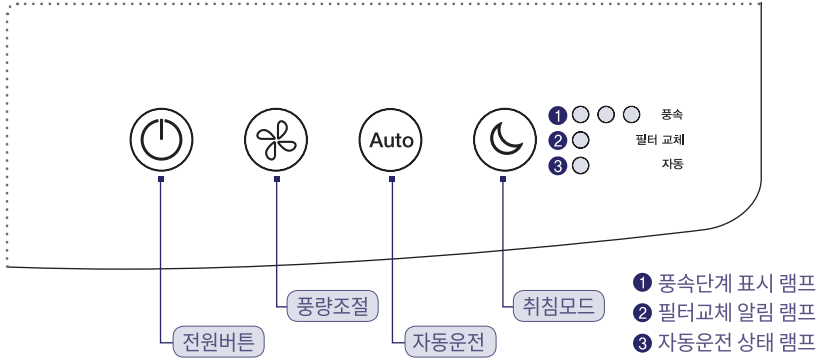 Auto
1 풍속
2 필터 교체
3 자동
풍량조절
취침모드
전원버튼
자동운전
1 풍속단계 표시 램프
2 필터교체 알림 램프
3 자동운전 상태 램프